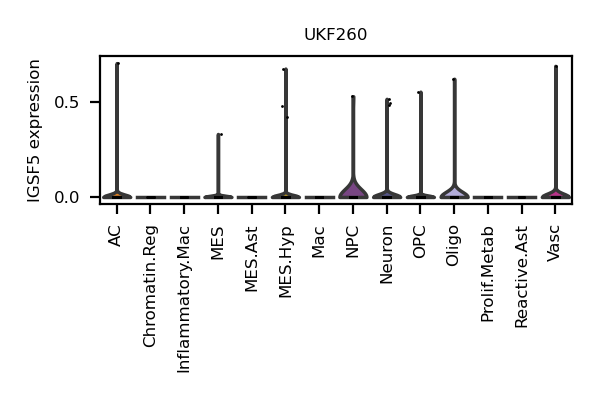 UKF260
IGSF5 expression
0.5
0.0
AC
Chromatin.Reg
Inflammatory.Mac
MES
MES.Ast
MES.Hyp
Mac
NPC
Neuron
OPC
Oligo
Prolif.Metab
Reactive.Ast
Vasc